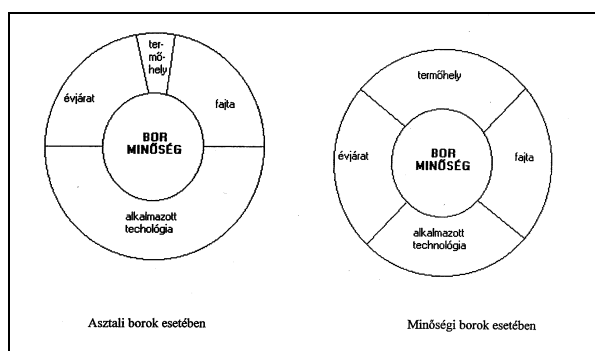 ter-
mő-
hely
évjárat
fajta
BOR
MINŐSÉG
alkalmazott
techológia
Asztali borok esetében
termőhely
évjárat
BOR
MINŐSÉG
fajta
alkalmazott
technológia
Minőségi borok esetében